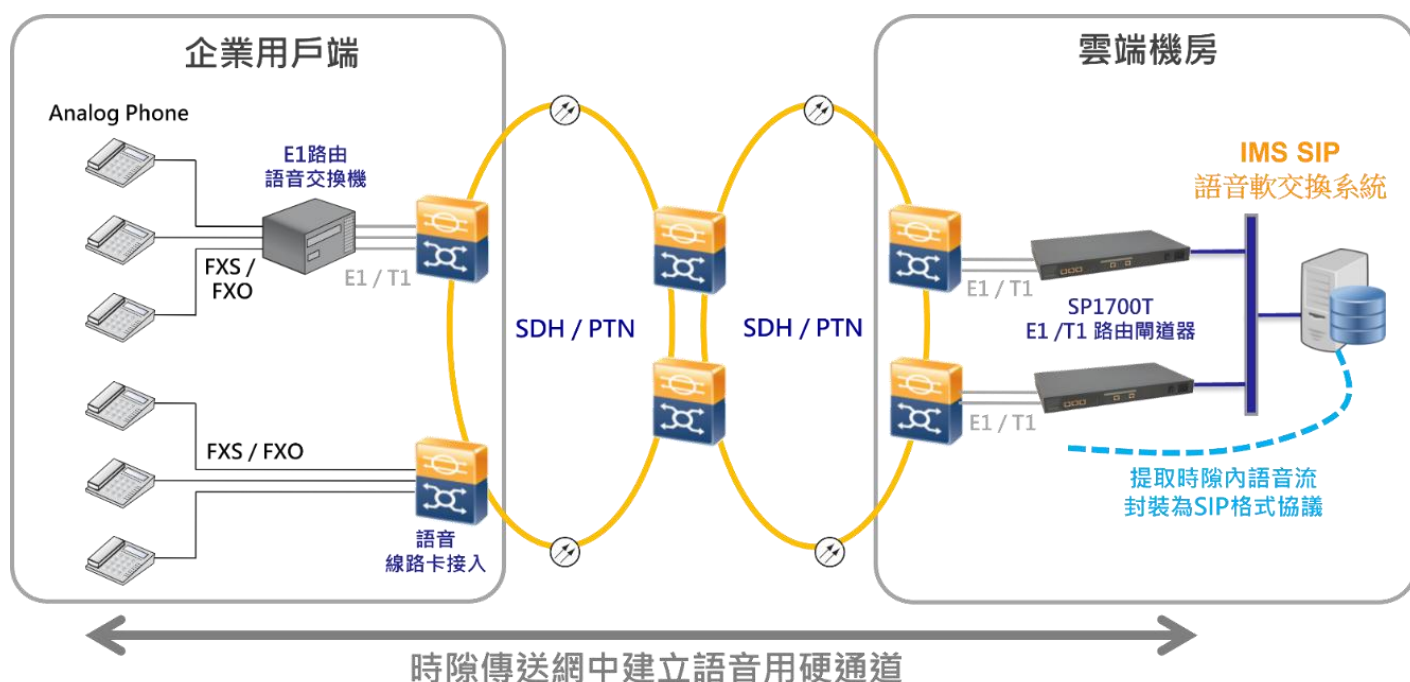 企業用戶端
Analog Phone
E1路由
語音交換機
FXS /
FXO
E1 / T1
FXS / FXO
語音
線路卡接入
SDH / PTN
SDH / PTN
雲端機房
IMS SIP
語音軟交換系統
E1 / T1
SP1700T
E1 /T1 路由閘道器
E1 / T1
提取時隙內語音流
封裝為SIP格式協議
時隙傳送網中建立語音用硬通道